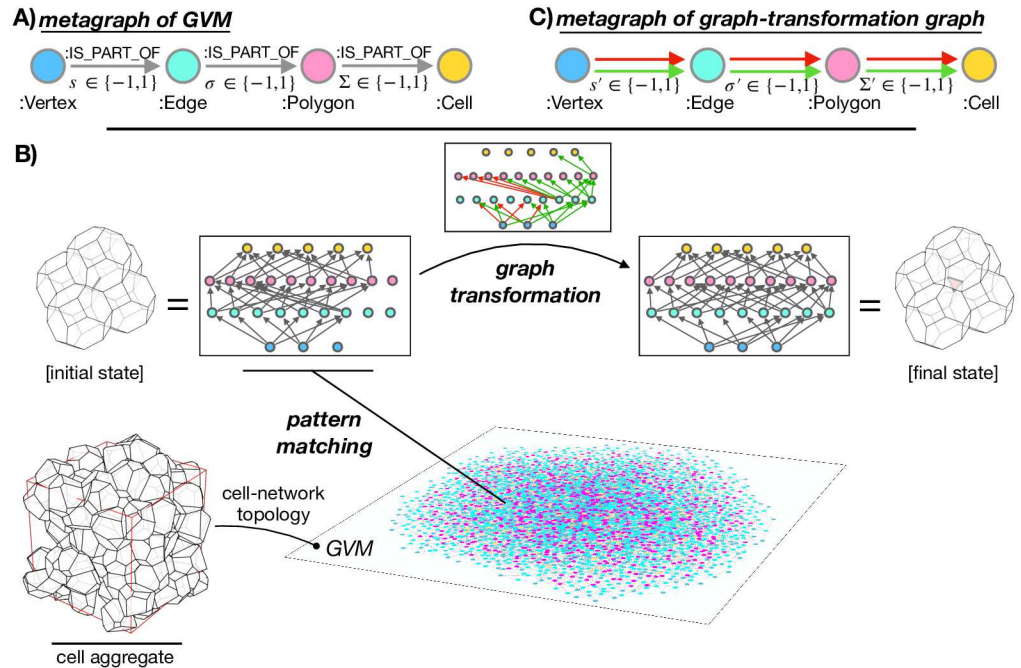 A) metagraph of GVM
:IS_PART_OF :IS_PART_OF :IS_PART_OF
s ∈ {−1,1} σ ∈ {−1,1} Σ ∈ {−1,1}
:Vertex :Edge :Polygon :Cell
C) metagraph of graph-transformation graph
s′ ∈ {−1,1} σ′ ∈ {−1,1} Σ′ ∈ {−1,1}
:Vertex :Edge :Polygon :Cell
B)
graph
transformation
= =
[initial state]
[final state]
pattern
matching
cell-network
topology
GVM
cell aggregate